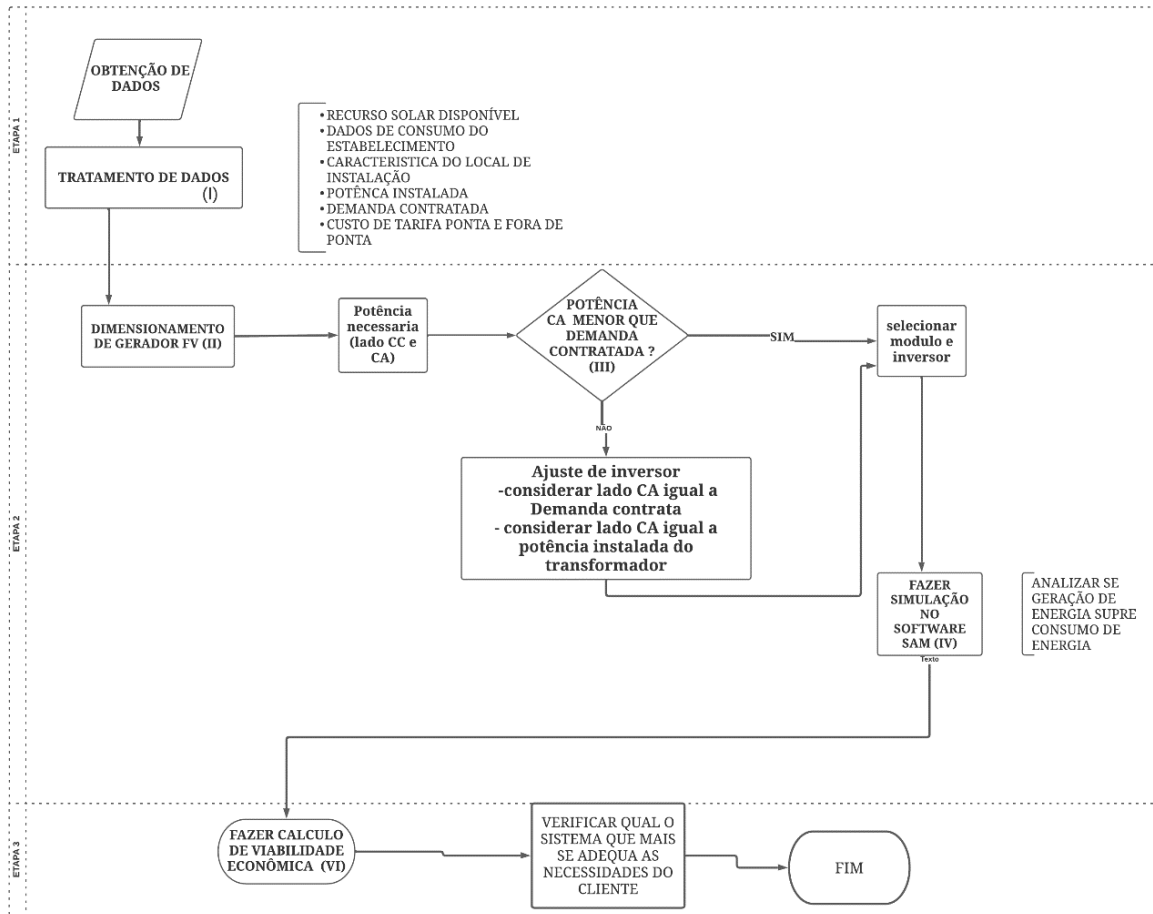 ETAPA 1
OBTENÇÃO DE
DADOS
TRATAMENTO DE DADOS
(I)
• RECURSO SOLAR DISPONÍVEL
• DADOS DE CONSUMO DO
ESTABELECIMENTO
• CARACTERISTICA DO LOCAL DE
INSTALAÇÃO
• POTÊNCA INSTALADA
• DEMANDA CONTRATADA
• CUSTO DE TARIFA PONTA E FORA DE
PONTA
ETAPA 2
DIMENSIONAMENTO
DE GERADOR FV (II)
Potência
necessaria
(lado CC e
CA)
POTÊNCIA
CA MENOR QUE
DEMANDA
CONTRATADA ?
(III)
SIM
selecionar
modulo e
inversor
NÃO
Ajuste de inversor
-considerar lado CA igual a
Demanda contrata
- considerar lado CA igual a
potência instalada do
transformador
FAZER
SIMULAÇÃO
NO
SOFTWARE
SAM (IV)
Texto
ANALIZAR SE
GERAÇÃO DE
ENERGIA SUPRE
CONSUMO DE
ENERGIA
ETAPA 3
FAZER CALCULO
DE VIABILIDADE
ECONÔMICA (VI)
VERIFICAR QUAL O
SISTEMA QUE MAIS
SE ADEQUA AS
NECESSIDADES DO
CLIENTE
FIM